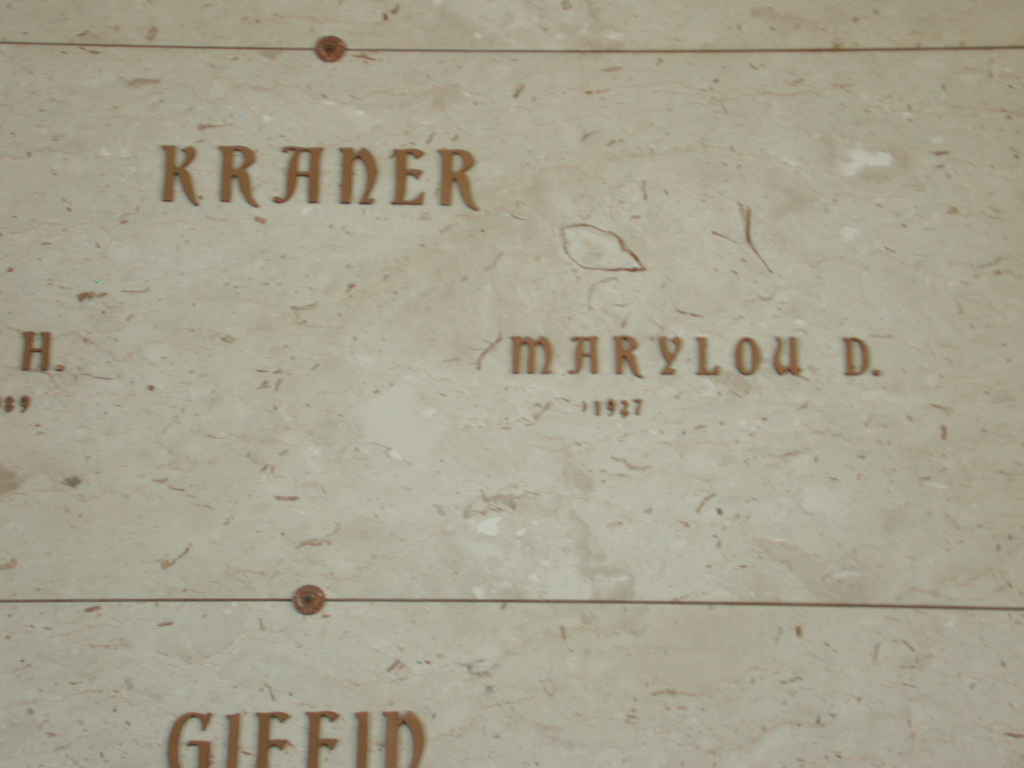 KRANER
H. MARYLOU D.
1927
GIFFIN